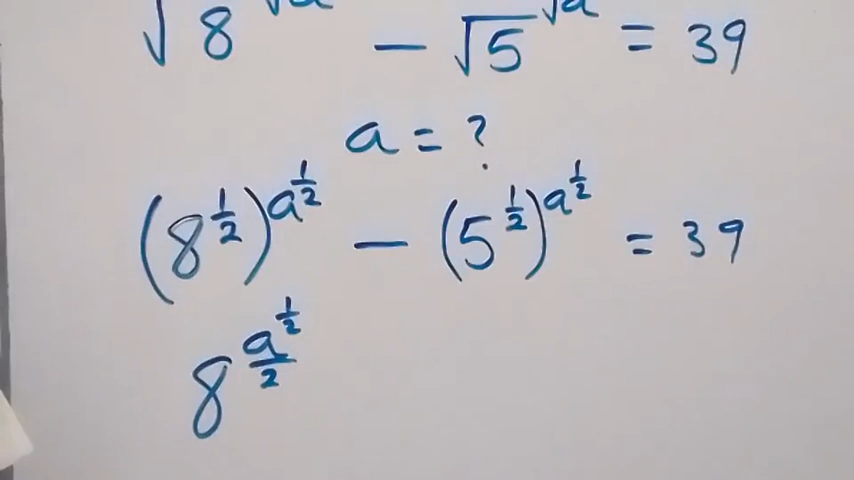 √8^√a − √5^√a = 39
a = ?
(8^(1/2))^a^(1/2) − (5^(1/2))^a^(1/2) = 39
8^(a^(1/2)/2)